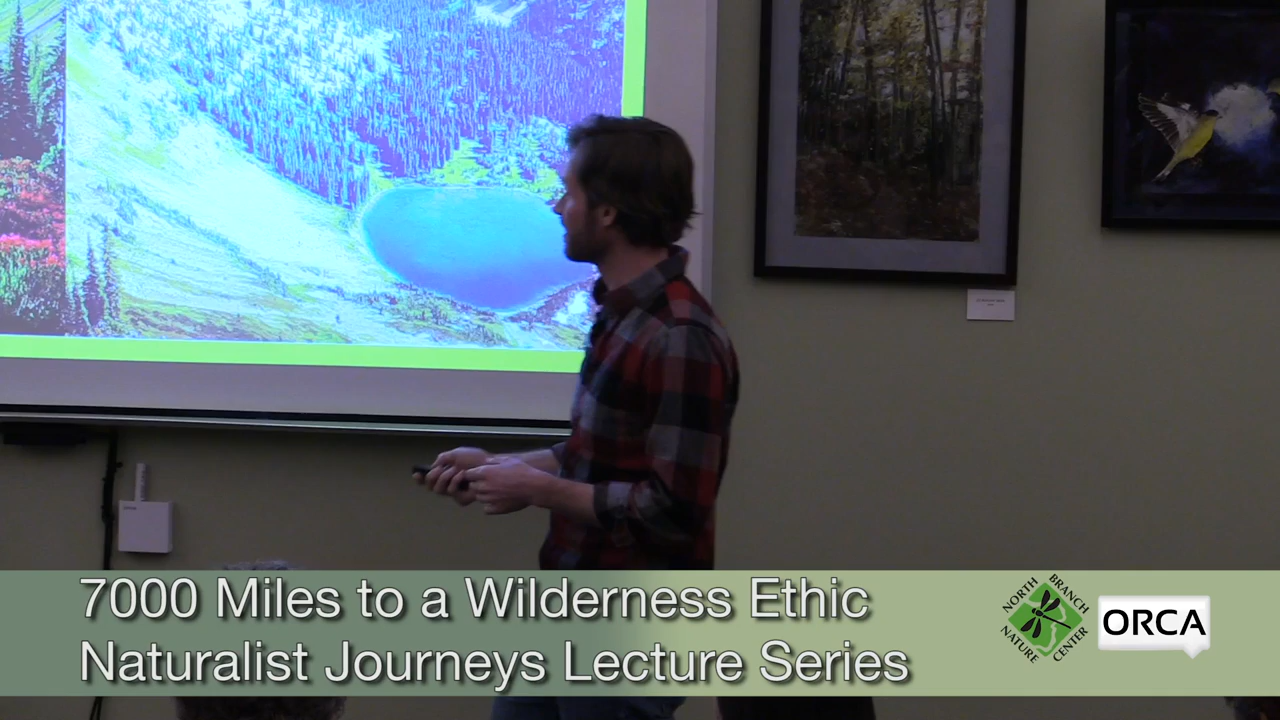 7000 Miles to a Wilderness Ethic
Naturalist Journeys Lecture Series
NORTH BRANCH
NATURE CENTER
ORCA